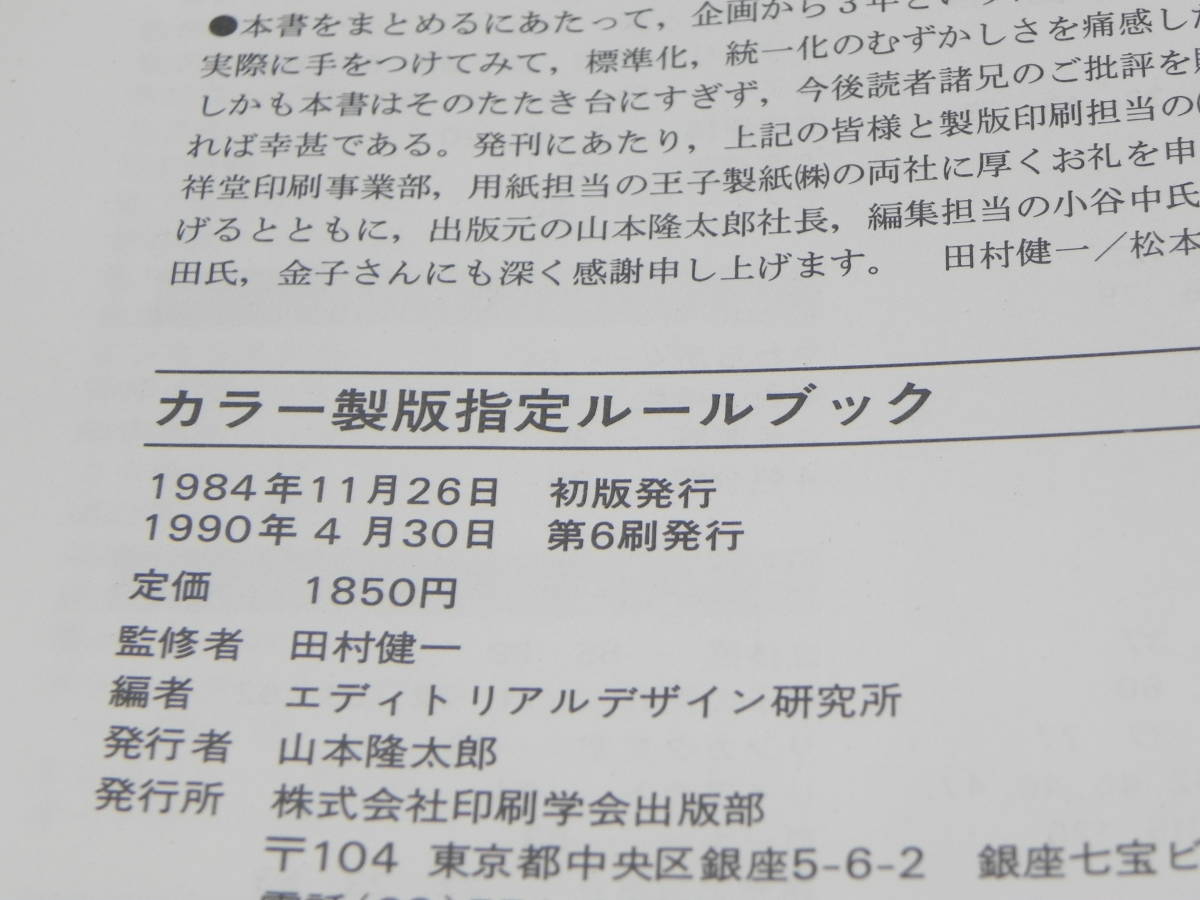 ●本書をまとめるにあたって，企画から3年とい
実際に手をつけてみて，標準化，統一化のむずかしさを痛感した
しかも本書はそのたたき台にすぎず，今後読者諸兄のご批評を
れば幸甚である。発刊にあたり，上記の皆様と製版印刷担当の
祥堂印刷事業部，用紙担当の王子製紙㈱の両社に厚くお礼を申
げるとともに，出版元の山本隆太郎社長，編集担当の小谷中氏
田氏，金子さんにも深く感謝申し上げます。　田村健一／松本
カラー製版指定ルールブック
1984年11月26日　初版発行
1990年 4 月30日　第6刷発行
定価　1850円
監修者　田村健一
編者　エディトリアルデザイン研究所
発行者　山本隆太郎
発行所　株式会社印刷学会出版部
〒104 東京都中央区銀座5-6-2　銀座七宝ビ